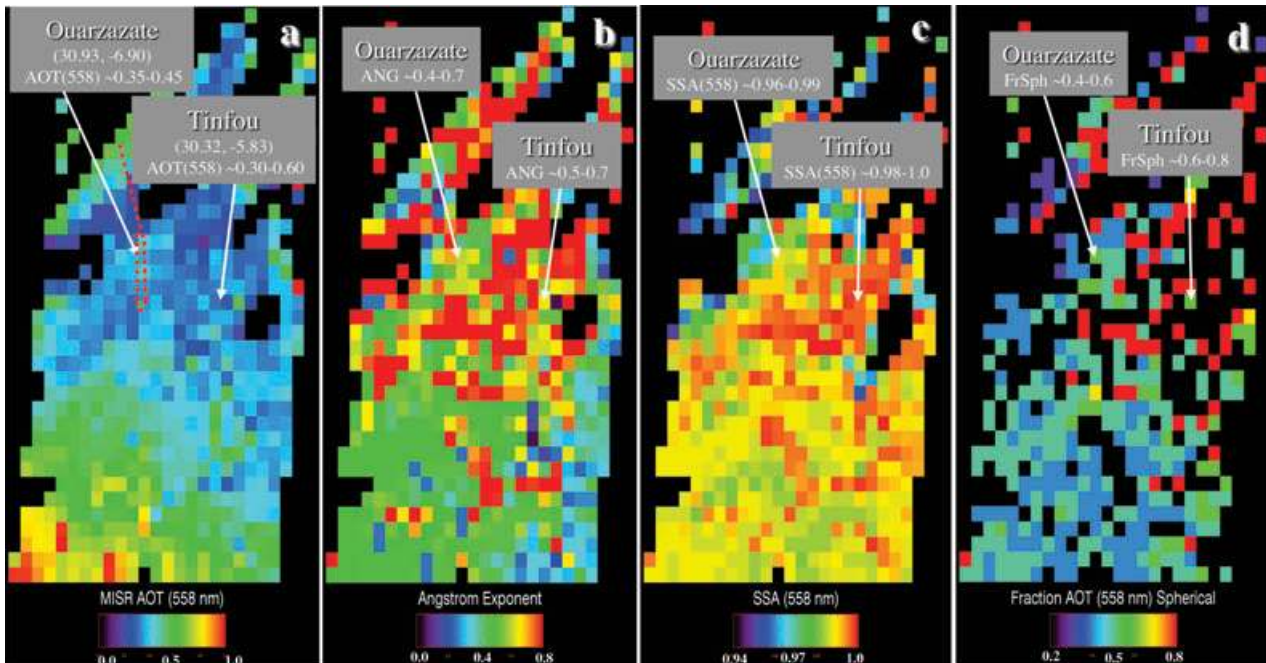 a
Ouarzazate
(30.93, -6.90)
AOT(558) ~0.35-0.45
Tinfou
(30.32, -5.83)
AOT(558) ~0.30-0.60
MISR AOT (558 nm)
0.0 0.5 1.0
b
Ouarzazate
ANG ~0.4-0.7
Tinfou
ANG ~0.5-0.7
Angstrom Exponent
0.0 0.4 0.8
c
Ouarzazate
SSA(558) ~0.96-0.99
Tinfou
SSA(558) ~0.98-1.0
SSA (558 nm)
0.94 ~0.97 1.0
d
Ouarzazate
FrSph ~0.4-0.6
Tinfou
FrSph ~0.6-0.8
Fraction AOT (558 nm) Spherical
0.2 0.5 0.8